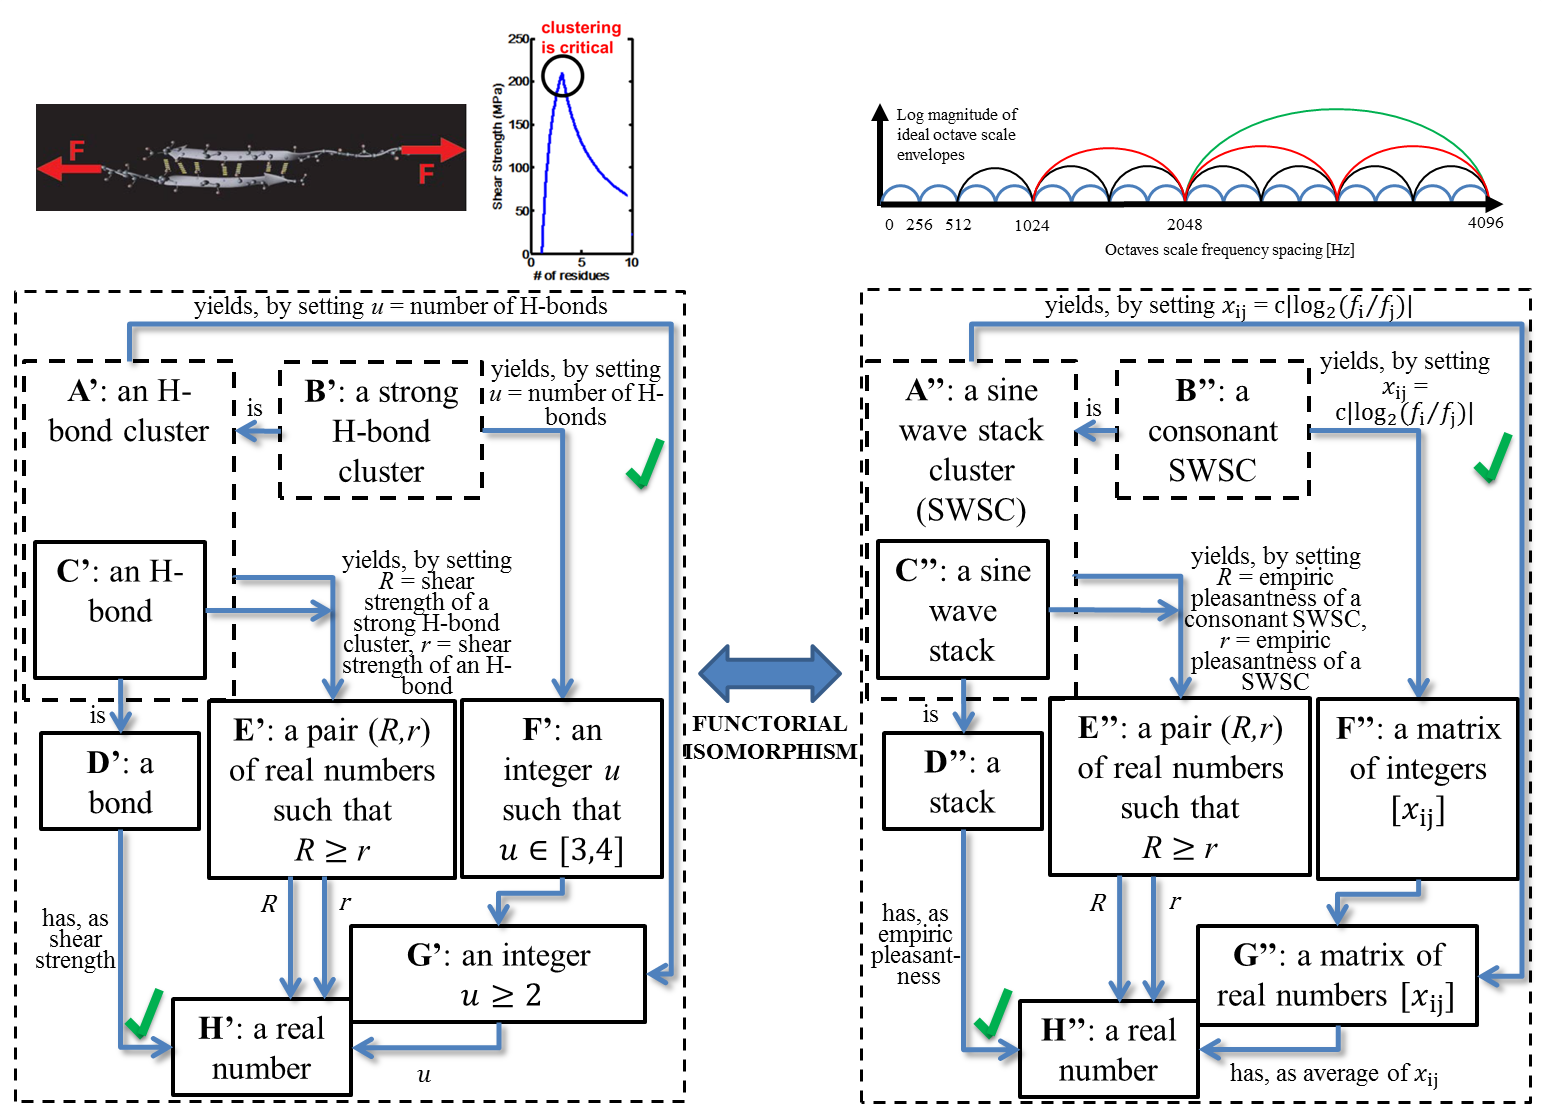 clustering
is critical
250
200
150
100
50
0
Shear Strength (MPa)
0 5 10
# of residues
F
F
Log magnitude of
ideal octave scale
envelopes
0 256 512 1024 2048 4096
Octaves scale frequency spacing [Hz]
yields, by setting u = number of H-bonds
A’: an H-
bond cluster
is
B’: a strong
H-bond
cluster
yields, by setting
u = number of H-
bonds
C’: an H-
bond
yields, by setting
R = shear
strength of a
strong H-bond
cluster, r = shear
strength of an H-
bond
is
D’: a
bond
E’: a pair (R,r)
of real numbers
such that
R ≥ r
F’: an
integer u
such that
u ∈ [3,4]
has, as
shear
strength
R
r
G’: an integer
u ≥ 2
H’: a real
number
u
FUNCTORIAL
ISOMORPHISM
yields, by setting xij = c|log2(fi/fj)|
A’’: a sine
wave stack
cluster
(SWSC)
is
B’’: a
consonant
SWSC
yields, by setting
xij =
c|log2(fi/fj)|
C’’: a sine
wave
stack
yields, by setting
R = empiric
pleasantness of a
consonant SWSC,
r = empiric
pleasantness of a
SWSC
is
D’’: a
stack
E’’: a pair (R,r)
of real numbers
such that
R ≥ r
F’’: a matrix
of integers
[xij]
has, as
empiric
pleasant-
ness
R
r
G’’: a matrix of
real numbers [xij]
H’’: a real
number
has, as average of xij